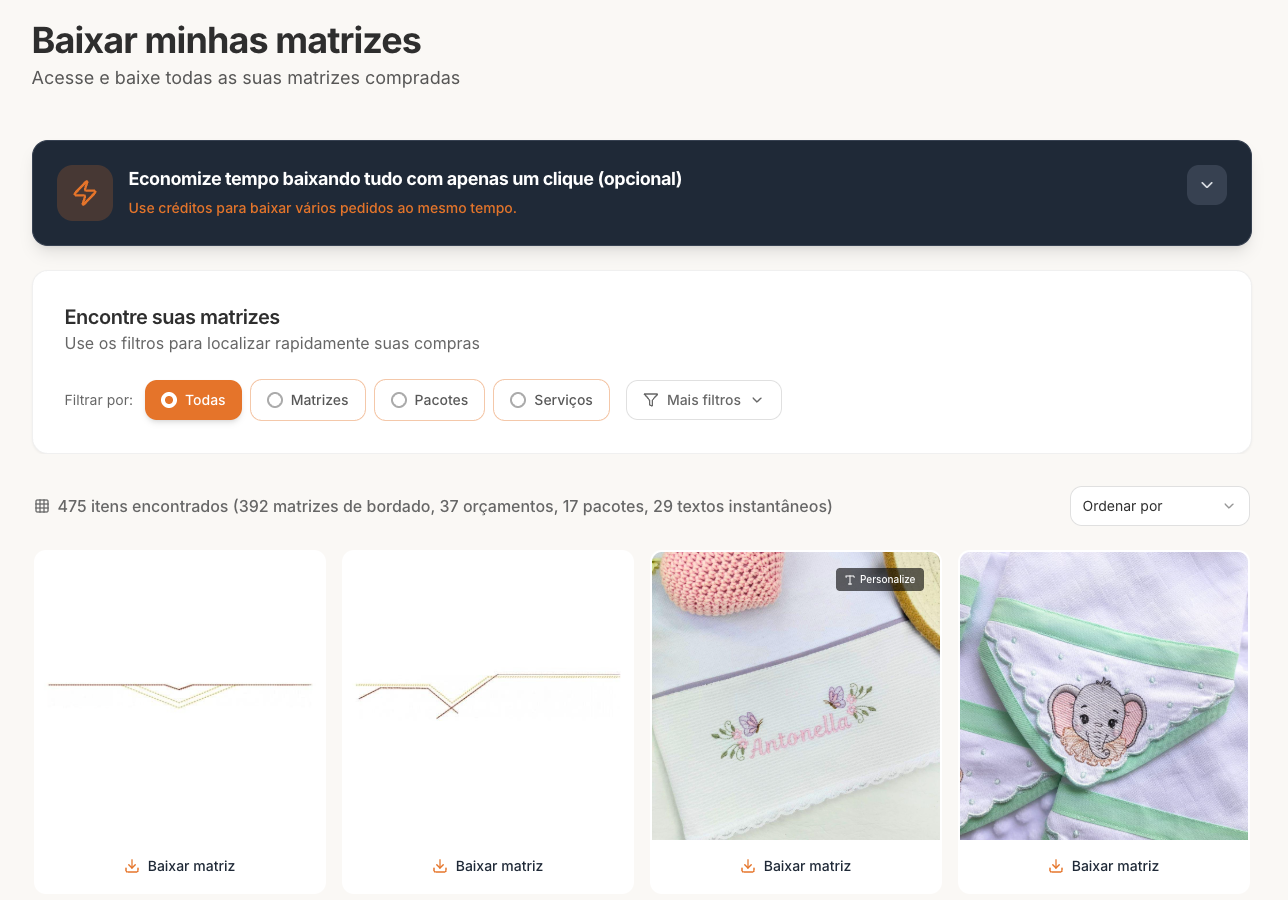 Baixar minhas matrizes
Acesse e baixe todas as suas matrizes compradas
Economize tempo baixando tudo com apenas um clique (opcional)
Use créditos para baixar vários pedidos ao mesmo tempo.
Encontre suas matrizes
Use os filtros para localizar rapidamente suas compras
Filtrar por: Todas Matrizes Pacotes Serviços Mais filtros
475 itens encontrados (392 matrizes de bordado, 37 orçamentos, 17 pacotes, 29 textos instantâneos) Ordenar por
Personalize
Antonella
Baixar matriz Baixar matriz Baixar matriz Baixar matriz